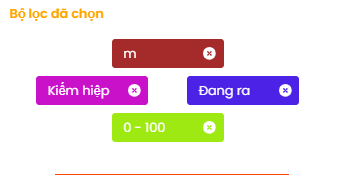 Bộ lọc đã chọn
m
Kiếm hiệp
Đang ra
0 - 100